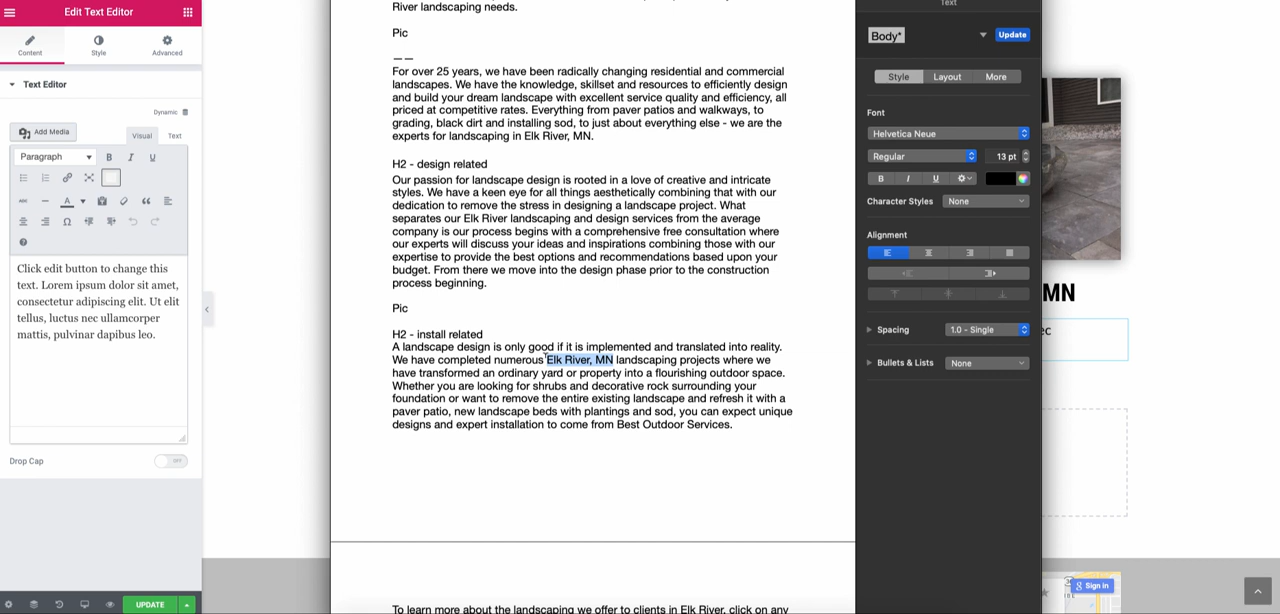 Edit Text Editor
Content
Style
Advanced
Text Editor
Dynamic
Add Media
Visual
Text
Paragraph
B
I
U
ABC
A
Ω
Click edit button to change this
text. Lorem ipsum dolor sit amet,
consectetur adipiscing elit. Ut elit
tellus, luctus nec ullamcorper
mattis, pulvinar dapibus leo.
Drop Cap
OFF
UPDATE
River landscaping needs.
Pic
——
For over 25 years, we have been radically changing residential and commercial
landscapes. We have the knowledge, skillset and resources to efficiently design
and build your dream landscape with excellent service quality and efficiency, all
priced at competitive rates. Everything from paver patios and walkways, to
grading, black dirt and installing sod, to just about everything else - we are the
experts for landscaping in Elk River, MN.
H2 - design related
Our passion for landscape design is rooted in a love of creative and intricate
styles. We have a keen eye for all things aesthetically combining that with our
dedication to remove the stress in designing a landscape project. What
separates our Elk River landscaping and design services from the average
company is our process begins with a comprehensive free consultation where
our experts will discuss your ideas and inspirations combining those with our
expertise to provide the best options and recommendations based upon your
budget. From there we move into the design phase prior to the construction
process beginning.
Pic
H2 - install related
A landscape design is only good if it is implemented and translated into reality.
We have completed numerous Elk River, MN landscaping projects where we
have transformed an ordinary yard or property into a flourishing outdoor space.
Whether you are looking for shrubs and decorative rock surrounding your
foundation or want to remove the entire existing landscape and refresh it with a
paver patio, new landscape beds with plantings and sod, you can expect unique
designs and expert installation to come from Best Outdoor Services.
To learn more about the landscaping we offer to clients in Elk River, click on any
Text
Body*
Update
Style
Layout
More
Font
Helvetica Neue
Regular
13 pt
B
I
U
Character Styles
None
Alignment
Spacing
1.0 - Single
Bullets & Lists
None
MN
ec
Sign in